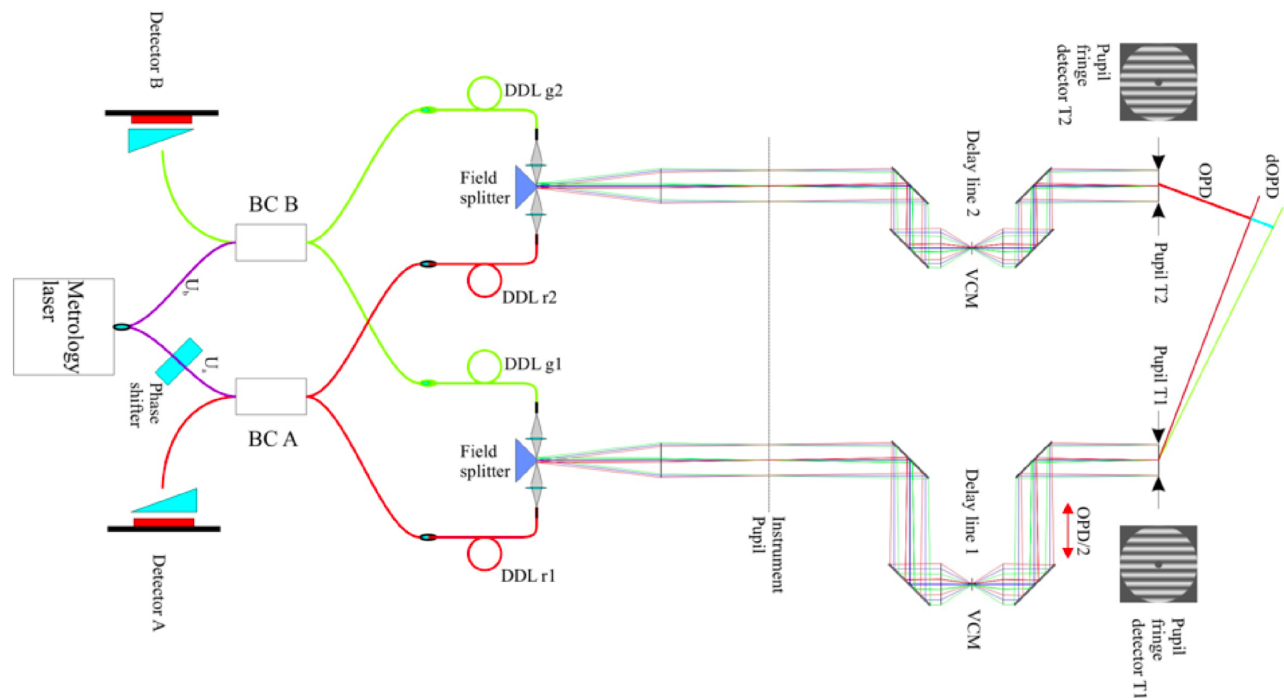 Detector B
BC B
U_b
Metrology
laser
U_a
Phase
shifter
BC A
Detector A
DDL g2
Field
splitter
DDL r2
DDL g1
Field
splitter
DDL r1
Instrument
Pupil
Delay line 2
VCM
Delay line 1
OPD/2
VCM
Pupil
fringe
detector T2
Pupil T2
OPD
dOPD
Pupil T1
Pupil
fringe
detector T1